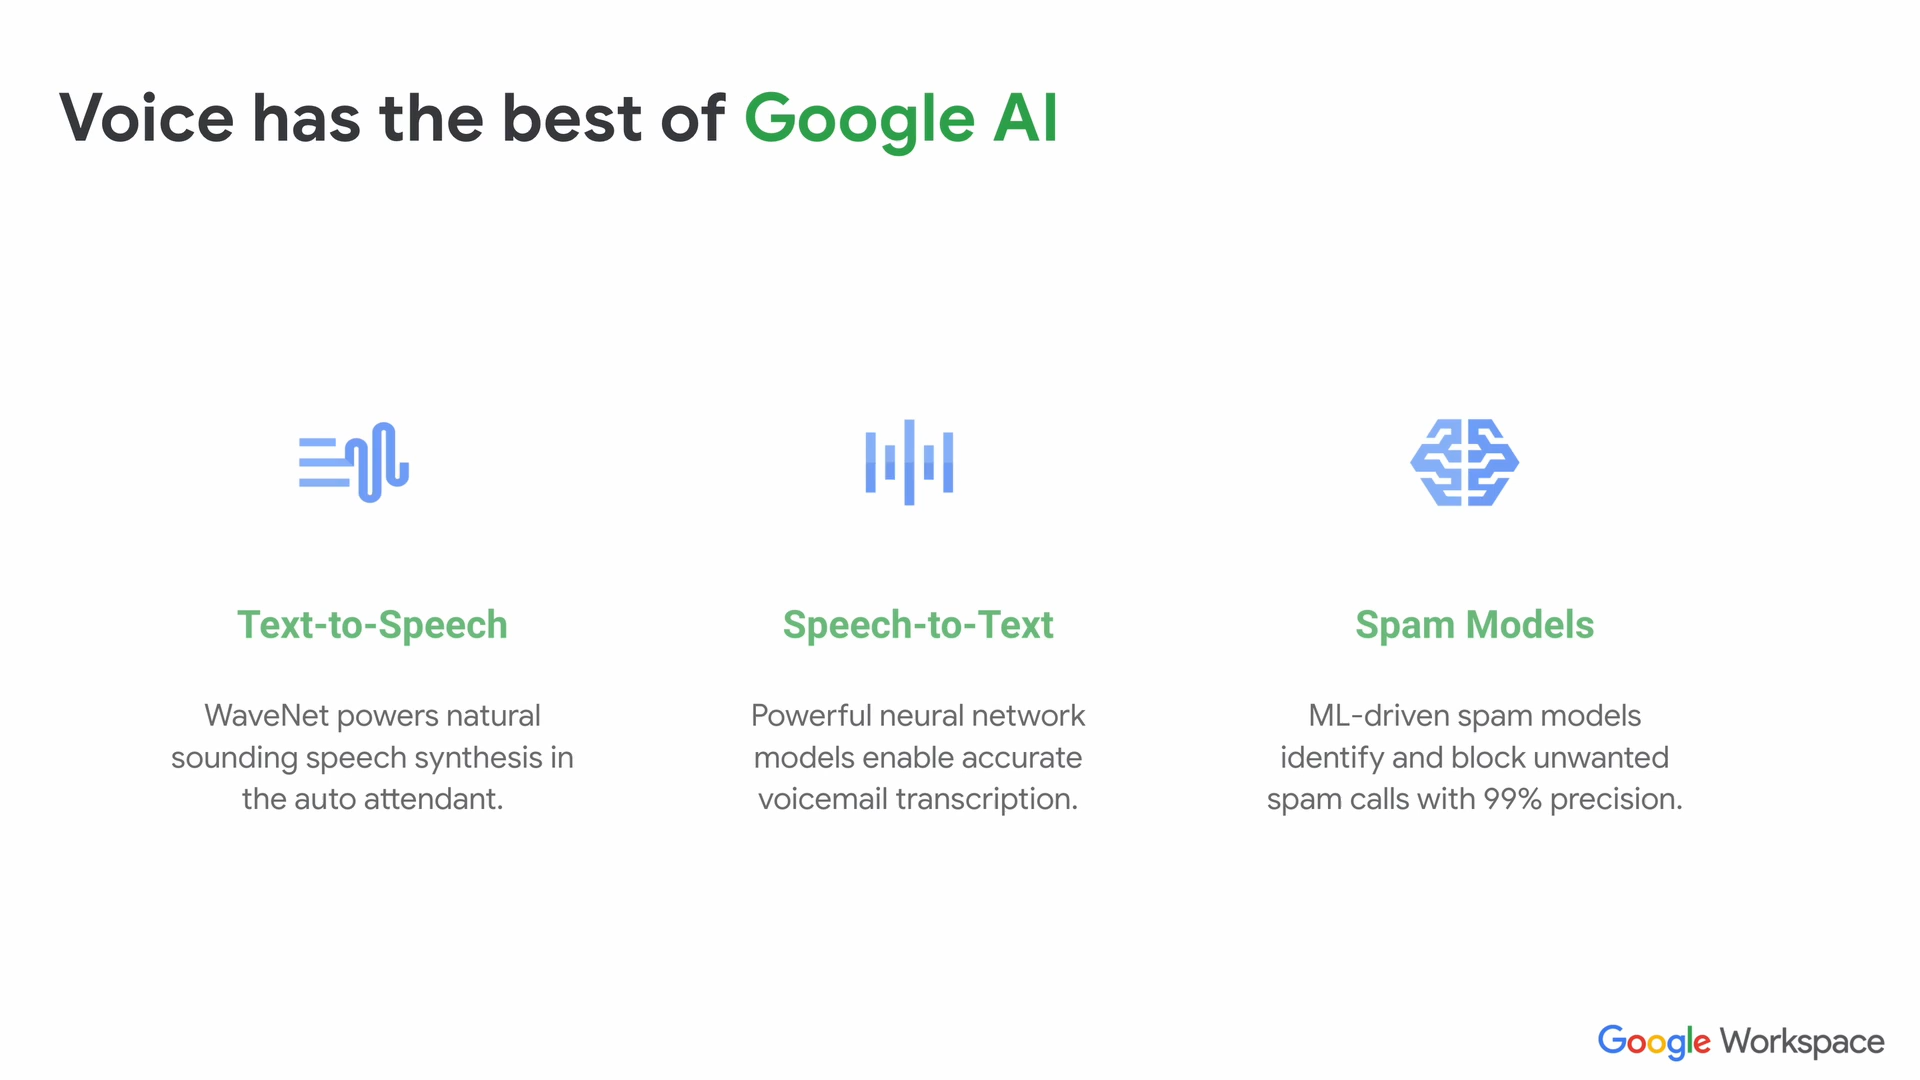 Voice has the best of Google AI
Text-to-Speech
WaveNet powers natural
sounding speech synthesis in
the auto attendant.
Speech-to-Text
Powerful neural network
models enable accurate
voicemail transcription.
Spam Models
ML-driven spam models
identify and block unwanted
spam calls with 99% precision.
Google Workspace